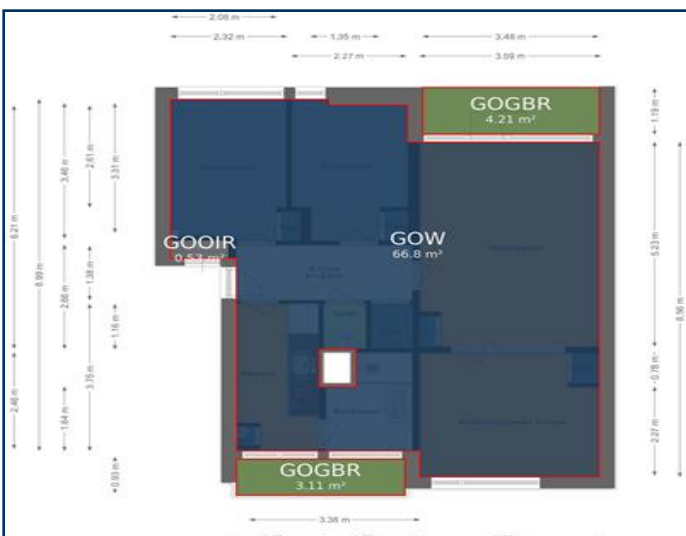 2.08 m
2.32 m
1.35 m
2.27 m
3.48 m
3.59 m
GOGBR
4.21 m²
1.19 m
3.31 m
2.61 m
3.46 m
6.21 m
8.99 m
GOOIR
0.53 m²
GOW
66.8 m²
5.23 m
8.56 m
1.38 m
2.66 m
1.16 m
3.75 m
0.78 m
2.46 m
1.64 m
2.27 m
0.93 m
GOGBR
3.11 m²
3.38 m